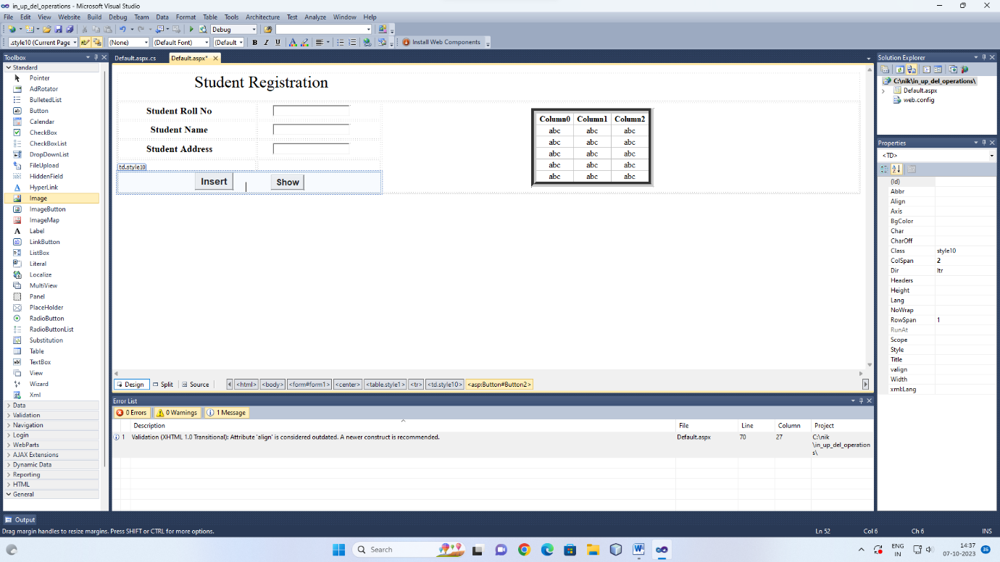 in_up_del_operations - Microsoft Visual Studio
File Edit View Website Build Debug Team Data Format Table Tools Architecture Test Analyze Window Help
Debug
.style10 (Current Page (None) (Default Font) (Default B I U A Install Web Components
Toolbox
Standard
Pointer
AdRotator
BulletedList
Button
Calendar
CheckBox
CheckBoxList
DropDownList
FileUpload
HiddenField
HyperLink
Image
ImageButton
ImageMap
Label
LinkButton
ListBox
Literal
Localize
MultiView
Panel
PlaceHolder
RadioButton
RadioButtonList
Substitution
Table
TextBox
View
Wizard
Xml
Data
Validation
Navigation
Login
WebParts
AJAX Extensions
Dynamic Data
Reporting
HTML
General
Default.aspx.cs Default.aspx*
Student Registration
Student Roll No
Student Name
Student Address
td.style10
Insert Show
Column0 Column1 Column2
abc abc abc
abc abc abc
abc abc abc
abc abc abc
abc abc abc
Design Split Source <html> <body> <form#form1> <center> <table.style1> <tr> <td.style10> <asp:Button#Button2>
Error List
0 Errors 0 Warnings 1 Message
Description File Line Column Project
1 Validation (XHTML 1.0 Transitional): Attribute 'align' is considered outdated. A newer construct is recommended. Default.aspx 70 27 C:\nik
\in_up_del_operation
s\
Solution Explorer
C:\nik\in_up_del_operations\
Default.aspx
web.config
Properties
<TD>
(Id)
Abbr
Align
Axis
BgColor
Char
CharOff
Class style10
ColSpan 2
Dir ltr
Headers
Height
Lang
NoWrap
RowSpan 1
RunAt
Scope
Style
Title
valign
Width
xml:Lang
Output
Drag margin handles to resize margins. Press SHIFT or CTRL for more options. Ln 52 Col 6 Ch 6 INS
Search
ENG
IN
14:37
07-10-2023
36